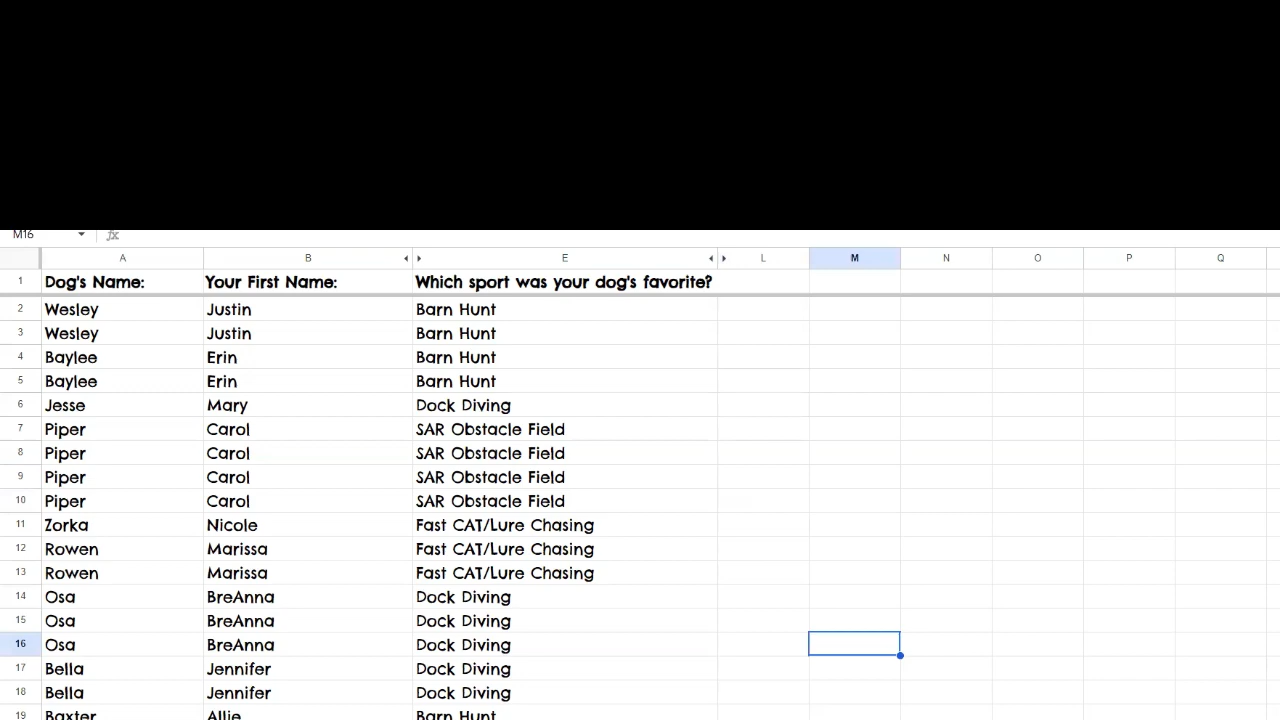 M16 fx
A B E L M N O P Q
1 Dog's Name: Your First Name: Which sport was your dog's favorite?
2 Wesley Justin Barn Hunt
3 Wesley Justin Barn Hunt
4 Baylee Erin Barn Hunt
5 Baylee Erin Barn Hunt
6 Jesse Mary Dock Diving
7 Piper Carol SAR Obstacle Field
8 Piper Carol SAR Obstacle Field
9 Piper Carol SAR Obstacle Field
10 Piper Carol SAR Obstacle Field
11 Zorka Nicole Fast CAT/Lure Chasing
12 Rowen Marissa Fast CAT/Lure Chasing
13 Rowen Marissa Fast CAT/Lure Chasing
14 Osa BreAnna Dock Diving
15 Osa BreAnna Dock Diving
16 Osa BreAnna Dock Diving
17 Bella Jennifer Dock Diving
18 Bella Jennifer Dock Diving
19 Baxter Allie Barn Hunt